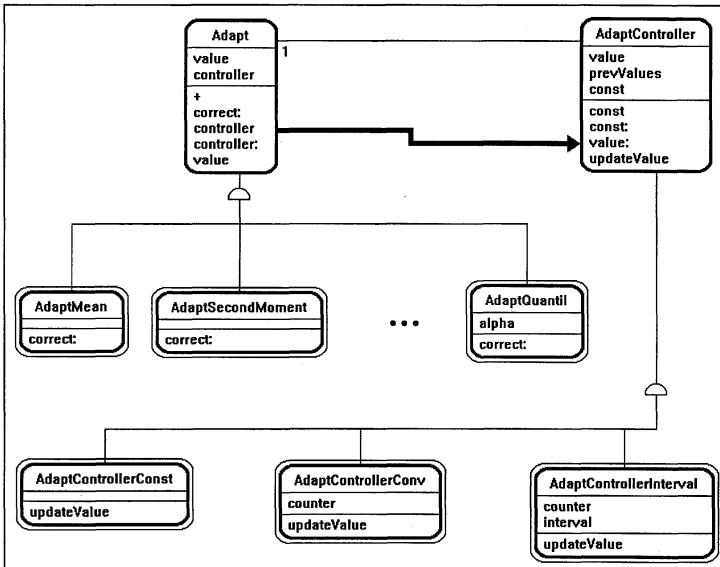 Adapt
value
controller
+
correct:
controller
controller:
value
1
AdaptController
value
prevValues
const
const
const:
value:
updateValue
AdaptMean
correct:
AdaptSecondMoment
correct:
•••
AdaptQuantil
alpha
correct:
AdaptControllerConst
updateValue
AdaptControllerConv
counter
updateValue
AdaptControllerInterval
counter
interval
updateValue